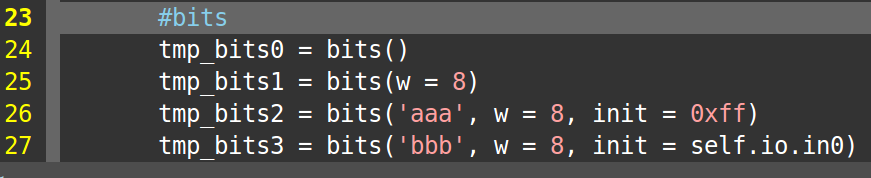 23 #bits
24 tmp_bits0 = bits()
25 tmp_bits1 = bits(w = 8)
26 tmp_bits2 = bits('aaa', w = 8, init = 0xff)
27 tmp_bits3 = bits('bbb', w = 8, init = self.io.in0)